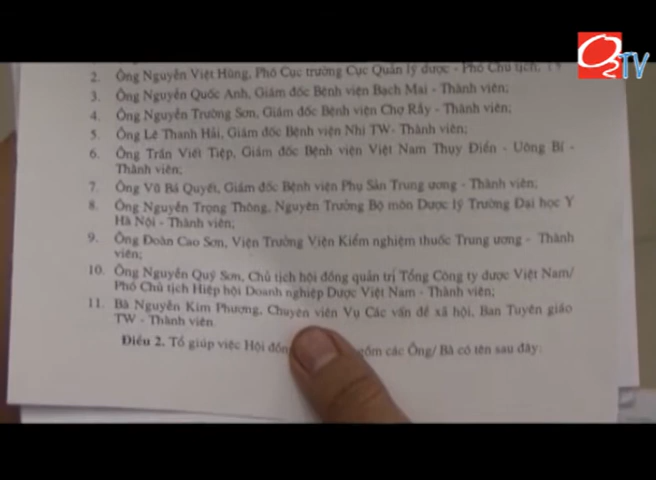 O2TV
2. Ông Nguyễn Việt Hùng, Phó Cục trưởng Cục Quản lý dược - Phó Chủ tịch,
3. Ông Nguyễn Quốc Anh, Giám đốc Bệnh viện Bạch Mai - Thành viên;
4. Ông Nguyễn Trường Sơn, Giám đốc Bệnh viện Chợ Rẫy - Thành viên;
5. Ông Lê Thanh Hải, Giám đốc Bệnh viện Nhi TW- Thành viên;
6. Ông Trần Viết Tiệp, Giám đốc Bệnh viện Việt Nam Thụy Điển - Uông Bí -
Thành viên;
7. Ông Vũ Bá Quyết, Giám đốc Bệnh viện Phụ Sản Trung ương - Thành viên;
8. Ông Nguyễn Trọng Thông, Nguyên Trưởng Bộ môn Dược lý Trường Đại học Y
Hà Nội - Thành viên;
9. Ông Đoàn Cao Sơn, Viện Trưởng Viện Kiểm nghiệm thuốc Trung ương - Thành
viên;
10. Ông Nguyễn Quý Sơn, Chủ tịch hội đồng quản trị Tổng Công ty dược Việt Nam/
Phó Chủ tịch Hiệp hội Doanh nghiệp Dược Việt Nam - Thành viên;
11. Bà Nguyễn Kim Phượng, Chuyên viên Vụ Các vấn đề xã hội, Ban Tuyên giáo
TW - Thành viên.
Điều 2. Tổ giúp việc Hội đồng gồm các Ông/ Bà có tên sau đây: